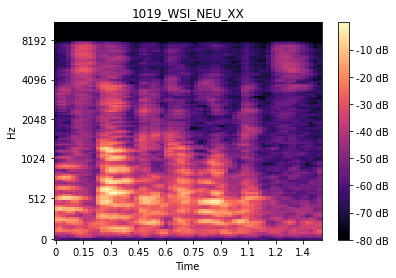 1019_WSI_NEU_XX
8192
4096
2048
1024
512
0
Hz
0 0.15 0.3 0.45 0.6 0.75 0.9 1.1 1.2 1.4
Time
-10 dB
-20 dB
-30 dB
-40 dB
-50 dB
-60 dB
-70 dB
-80 dB